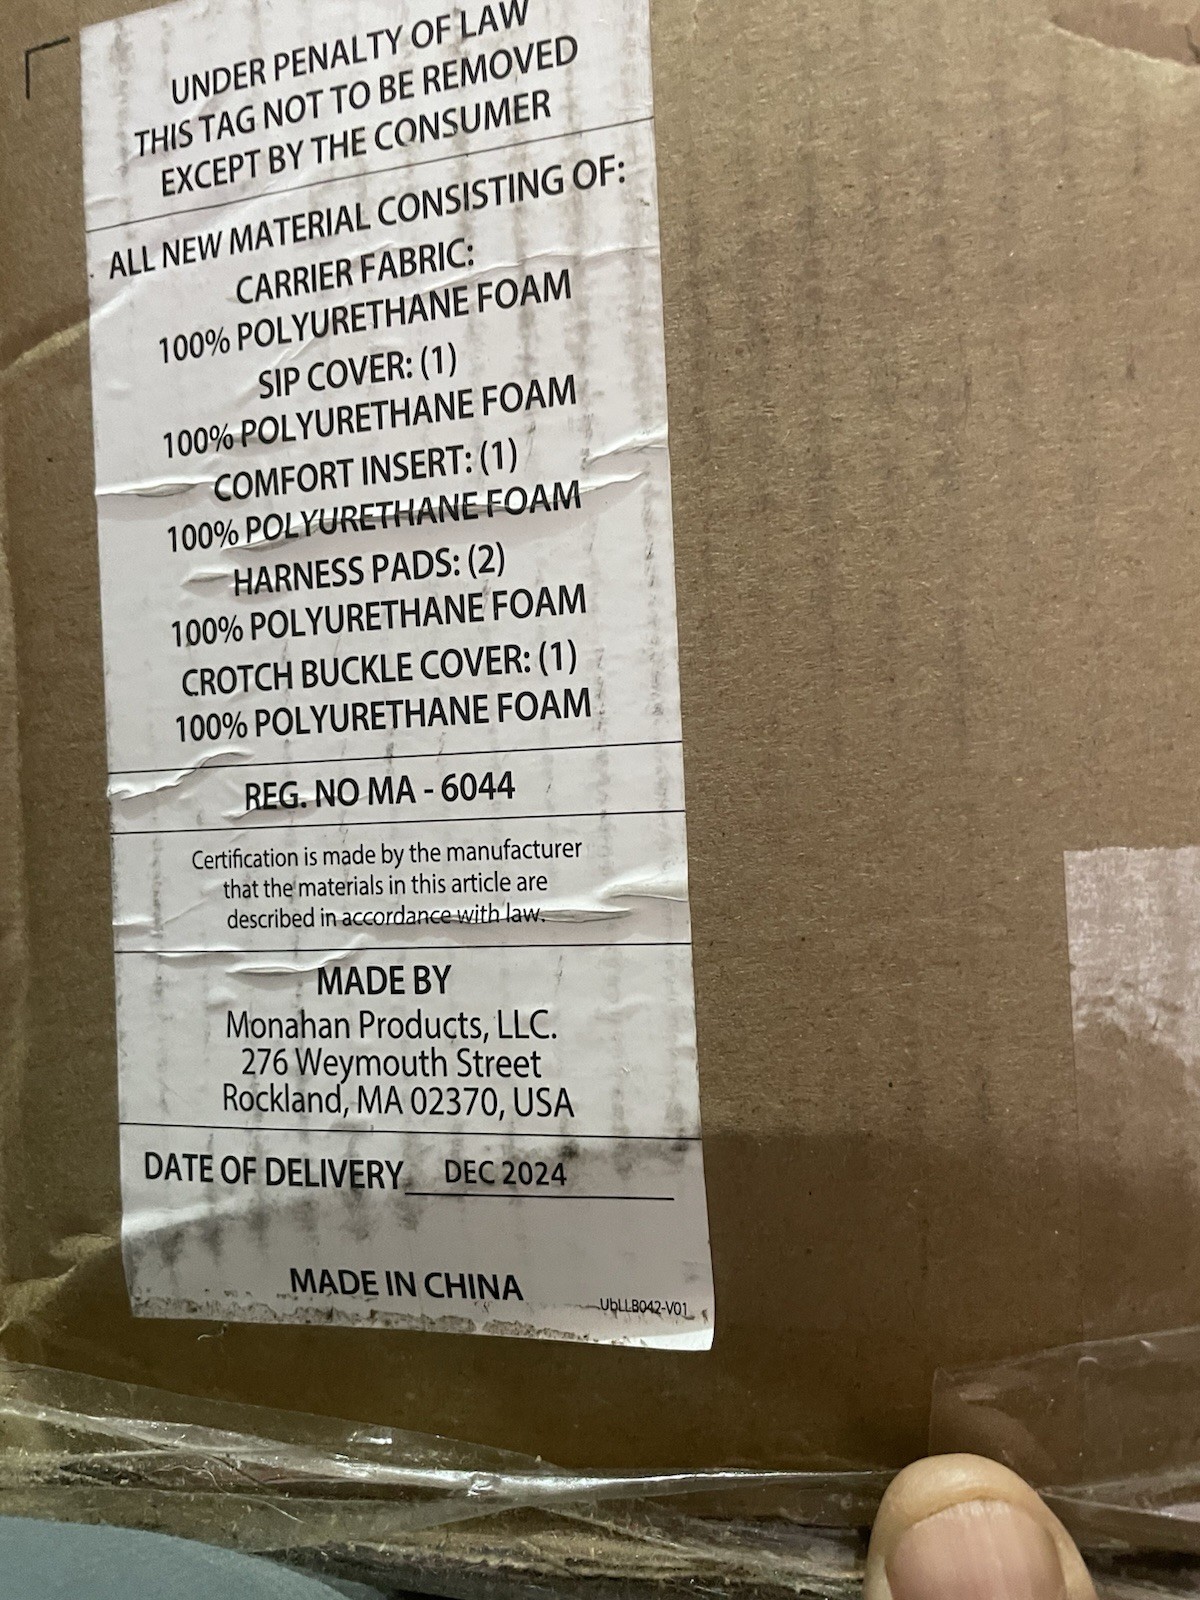 UNDER PENALTY OF LAW
THIS TAG NOT TO BE REMOVED
EXCEPT BY THE CONSUMER
ALL NEW MATERIAL CONSISTING OF:
CARRIER FABRIC:
100% POLYURETHANE FOAM
SIP COVER: (1)
100% POLYURETHANE FOAM
COMFORT INSERT: (1)
100% POLYURETHANE FOAM
HARNESS PADS: (2)
100% POLYURETHANE FOAM
CROTCH BUCKLE COVER: (1)
100% POLYURETHANE FOAM
REG. NO MA - 6044
Certification is made by the manufacturer
that the materials in this article are
described in accordance with law.
MADE BY
Monahan Products, LLC.
276 Weymouth Street
Rockland, MA 02370, USA
DATE OF DELIVERY DEC 2024
MADE IN CHINA
UbLLB042-V01